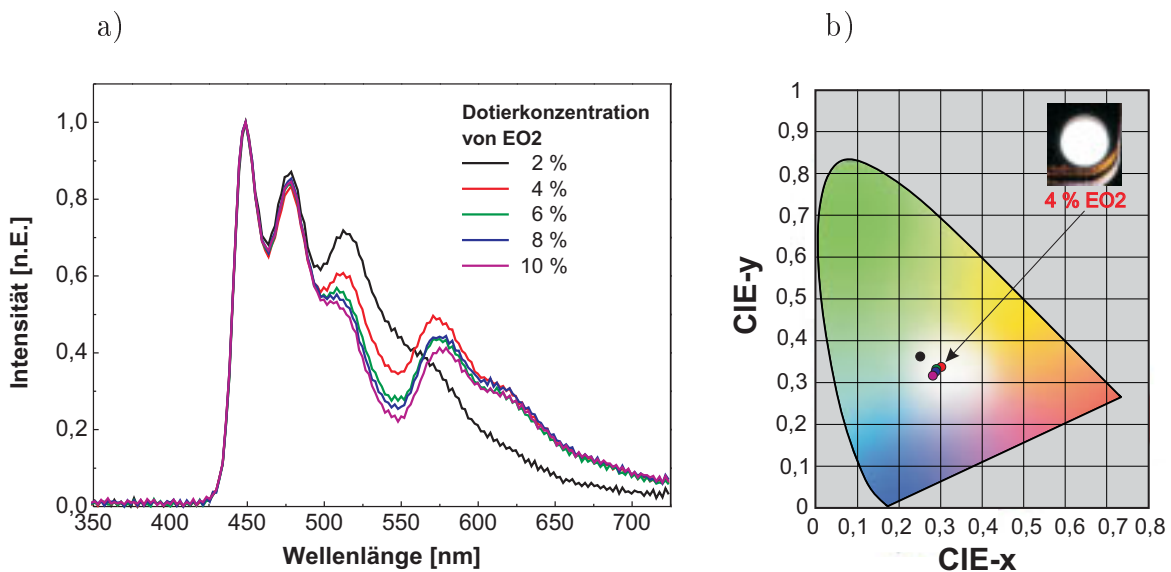 a)
Intensität [n.E.]
1,0
0,8
0,6
0,4
0,2
0,0
350 400 450 500 550 600 650 700
Wellenlänge [nm]
Dotierkonzentration
von EO2
2 %
4 %
6 %
8 %
10 %
b)
CIE-y
1
0,9
0,8
0,7
0,6
0,5
0,4
0,3
0,2
0,1
0
0 0,1 0,2 0,3 0,4 0,5 0,6 0,7 0,8
CIE-x
4 % EO2